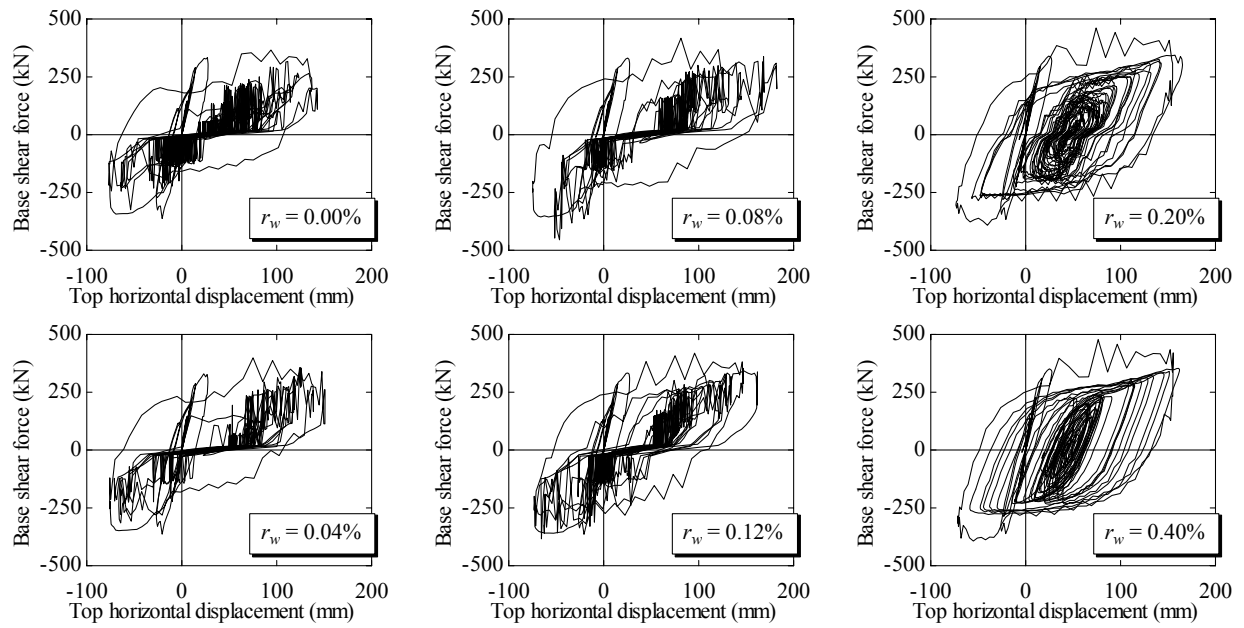 500
250
0
-250
-500
Base shear force (kN)
r_w = 0.00%
-100 0 100 200
Top horizontal displacement (mm)
500
250
0
-250
-500
Base shear force (kN)
r_w = 0.08%
-100 0 100 200
Top horizontal displacement (mm)
500
250
0
-250
-500
Base shear force (kN)
r_w = 0.20%
-100 0 100 200
Top horizontal displacement (mm)
500
250
0
-250
-500
Base shear force (kN)
r_w = 0.04%
-100 0 100 200
Top horizontal displacement (mm)
500
250
0
-250
-500
Base shear force (kN)
r_w = 0.12%
-100 0 100 200
Top horizontal displacement (mm)
500
250
0
-250
-500
Base shear force (kN)
r_w = 0.40%
-100 0 100 200
Top horizontal displacement (mm)